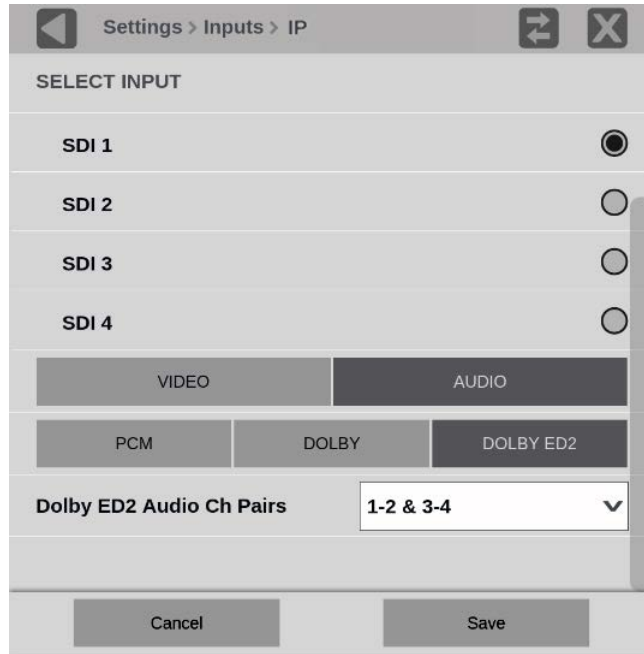 Settings > Inputs > IP
SELECT INPUT
SDI 1
SDI 2
SDI 3
SDI 4
VIDEO AUDIO
PCM DOLBY DOLBY ED2
Dolby ED2 Audio Ch Pairs 1-2 & 3-4
Cancel Save